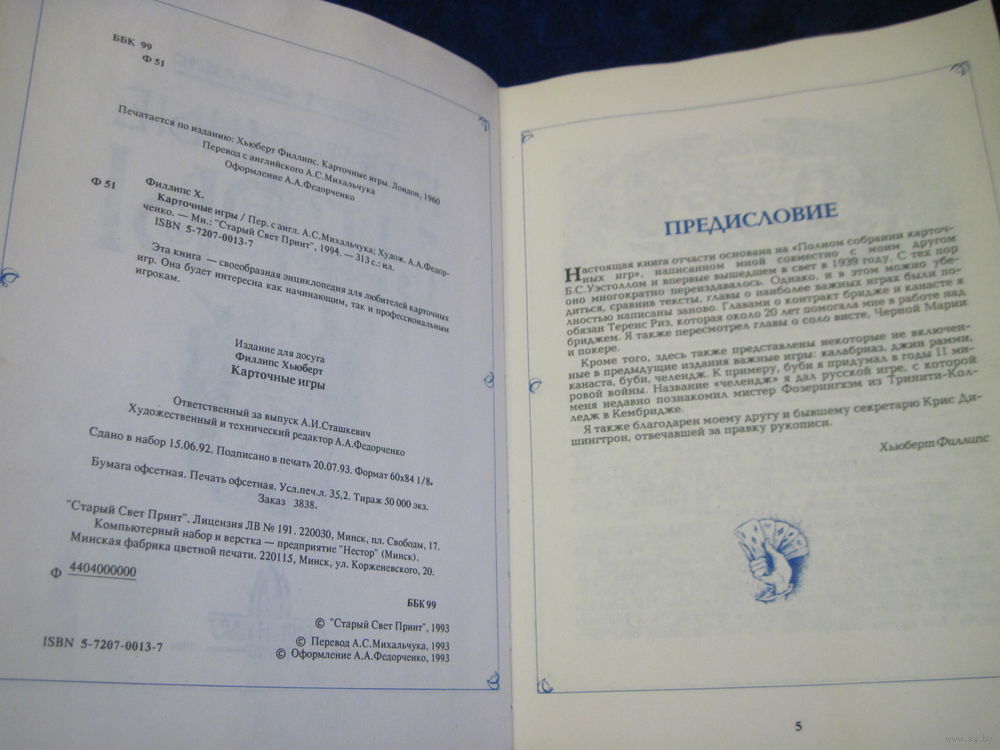 ББК 99
Ф 51
Печатается по изданию: Хьюберт Филлипс. Карточные игры. Лондон, 1960
Перевод с английского А.С.Михальчука
Оформление А.А.Федорченко
Ф 51
Филлипс Х.
Карточные игры / Пер. с англ. А.С.Михальчука; Худож. А.А.Федор-
ченко. — Мн.: "Старый Свет Принт", 1994. — 313 с.: ил.
ISBN 5-7207-0013-7
Эта книга — своеобразная энциклопедия для любителей карточных
игр. Она будет интересна как начинающим, так и профессиональным
игрокам.
Издание для досуга
Филлипс Хьюберт
Карточные игры
Ответственный за выпуск А.И.Сташкевич
Художественный и технический редактор А.А.Федорченко
Сдано в набор 15.06.92. Подписано в печать 20.07.93. Формат 60х84 1/8.
Бумага офсетная. Печать офсетная. Усл.печ.л. 35,2. Тираж 50 000 экз.
Заказ 3838.
"Старый Свет Принт". Лицензия ЛВ № 191. 220030, Минск, пл. Свободы, 17.
Компьютерный набор и верстка — предприятие "Нестор" (Минск).
Минская фабрика цветной печати. 220115, Минск, ул. Корженевского, 20.
Ф 4404000000
ББК 99
© "Старый Свет Принт", 1993
© Перевод А.С.Михальчука, 1993
© Оформление А.А.Федорченко, 1993
ISBN 5-7207-0013-7
ПРЕДИСЛОВИЕ
Настоящая книга отчасти основана на «Полном собрании карточ-
ных игр», написанном мной совместно с моим другом
Б.С.Уэстоллом и впервые вышедшем в свет в 1939 году. С тех пор
оно многократно переиздавалось. Однако, и в этом можно убе-
диться, сравнив тексты, главы о наиболее важных играх были по-
лностью написаны заново. Главами о контракт бридже и канасте я
обязан Теренс Риз, которая около 20 лет помогала мне в работе над
бриджем. Я также пересмотрел главы о соло висте, Черной Марии
и покере.
Кроме того, здесь также представлены некоторые не включен-
ные в предыдущие издания важные игры: калабриаз, джин рамми,
канаста, буби, челендж. К примеру, буби я придумал в годы II ми-
ровой войны. Название «челендж» я дал русской игре, с которой
меня недавно познакомил мистер Фозерингхэм из Тринити-Кол-
ледж в Кембридже.
Я также благодарен моему другу и бывшему секретарю Крис Ди-
шингтрон, отвечавшей за правку рукописи.
Хьюберт Филлипс
5
www.ay.by